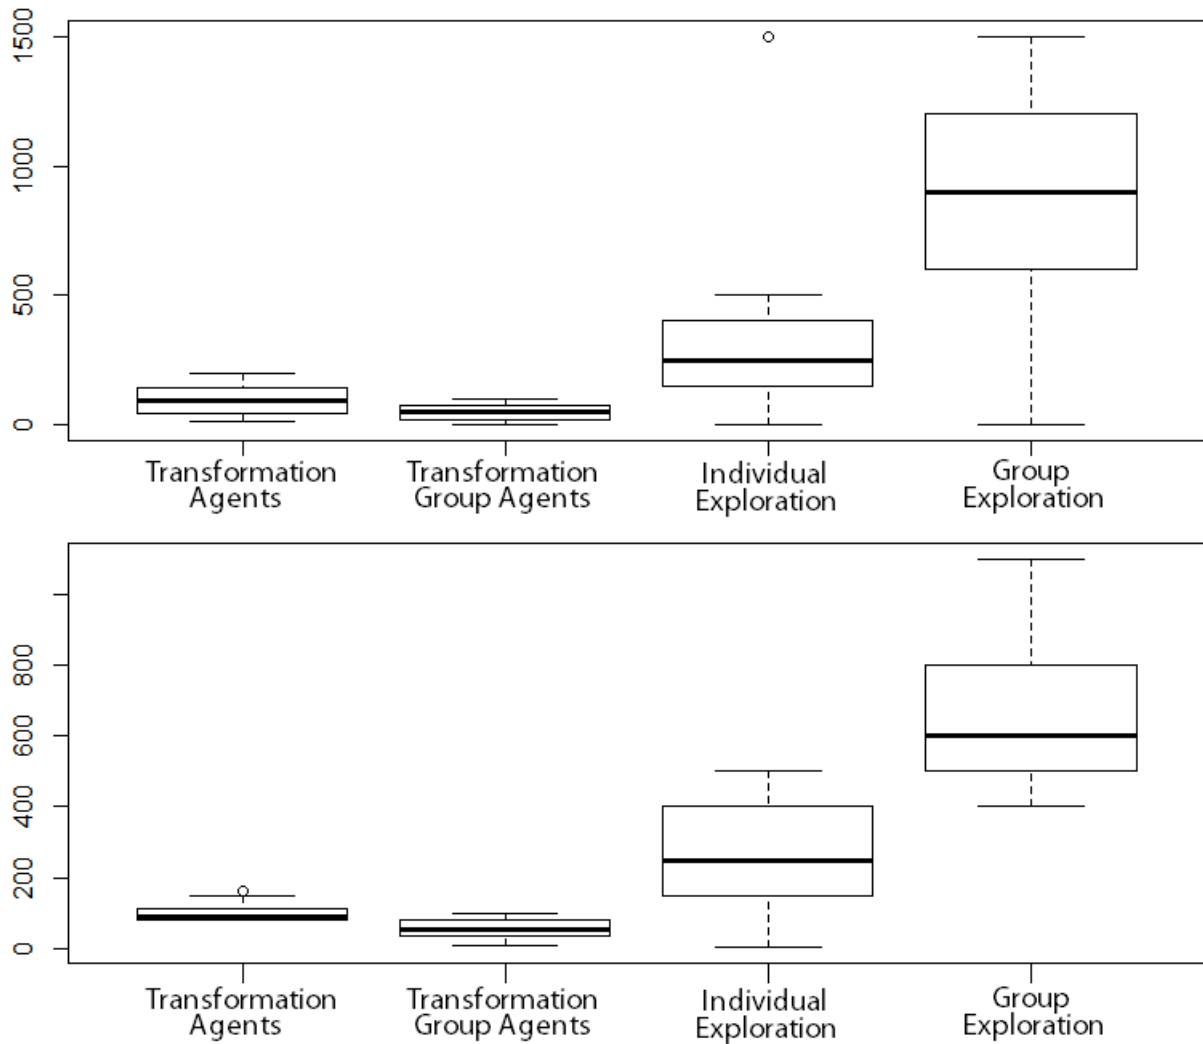 1500
1000
500
0
Transformation Agents
Transformation Group Agents
Individual Exploration
Group Exploration
800
600
400
200
0
Transformation Agents
Transformation Group Agents
Individual Exploration
Group Exploration